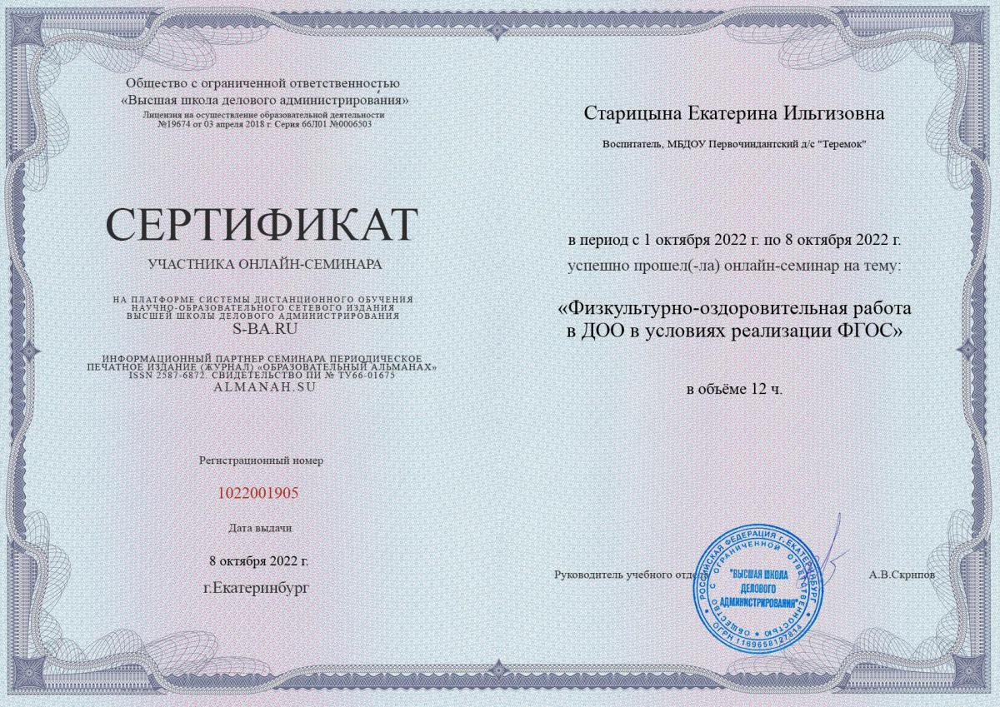 Общество с ограниченной ответственностью
«Высшая школа делового администрирования»
Лицензия на осуществление образовательной деятельности
№19674 от 03 апреля 2018 г. Серия 66Л01 №0006503
СЕРТИФИКАТ
УЧАСТНИКА ОНЛАЙН-СЕМИНАРА
НА ПЛАТФОРМЕ СИСТЕМЫ ДИСТАНЦИОННОГО ОБУЧЕНИЯ
НАУЧНО-ОБРАЗОВАТЕЛЬНОГО СЕТЕВОГО ИЗДАНИЯ
ВЫСШЕЙ ШКОЛЫ ДЕЛОВОГО АДМИНИСТРИРОВАНИЯ
S-BA.RU
ИНФОРМАЦИОННЫЙ ПАРТНЕР СЕМИНАРА ПЕРИОДИЧЕСКОЕ
ПЕЧАТНОЕ ИЗДАНИЕ (ЖУРНАЛ) «ОБРАЗОВАТЕЛЬНЫЙ АЛЬМАНАХ»
ISSN 2587-6872. СВИДЕТЕЛЬСТВО ПИ № ТУ66-01675
ALMANAH.SU
Регистрационный номер
1022001905
Дата выдачи
8 октября 2022 г.
г.Екатеринбург
Старицына Екатерина Ильгизовна
Воспитатель, МБДОУ Первочиндантский д/с "Теремок"
в период с 1 октября 2022 г. по 8 октября 2022 г.
успешно прошел(-ла) онлайн-семинар на тему:
«Физкультурно-оздоровительная работа
в ДОО в условиях реализации ФГОС»
в объёме 12 ч.
Руководитель учебного отдела
А.В.Скрипов
РОССИЙСКАЯ ФЕДЕРАЦИЯ г. ЕКАТЕРИНБУРГ
ОГРН 1169658127814
ОБЩЕСТВО С ОГРАНИЧЕННОЙ ОТВЕТСТВЕННОСТЬЮ
"ВЫСШАЯ ШКОЛА
ДЕЛОВОГО
АДМИНИСТРИРОВАНИЯ"